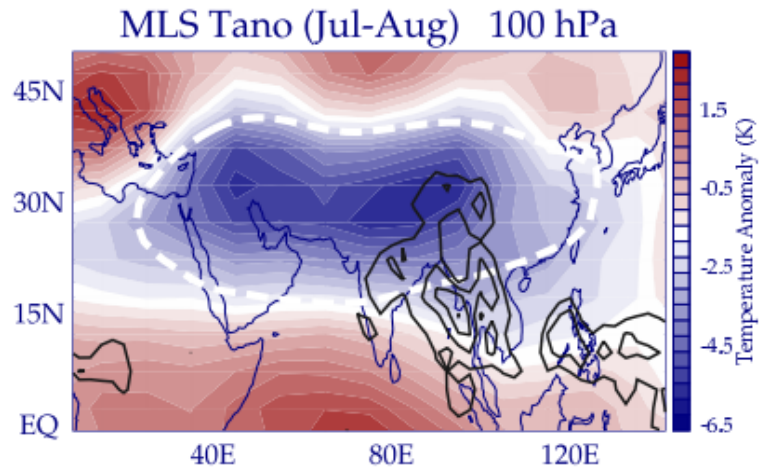 MLS Tano (Jul-Aug) 100 hPa
45N
30N
15N
EQ
40E
80E
120E
1.5
-0.5
-2.5
-4.5
-6.5
Temperature Anomaly (K)